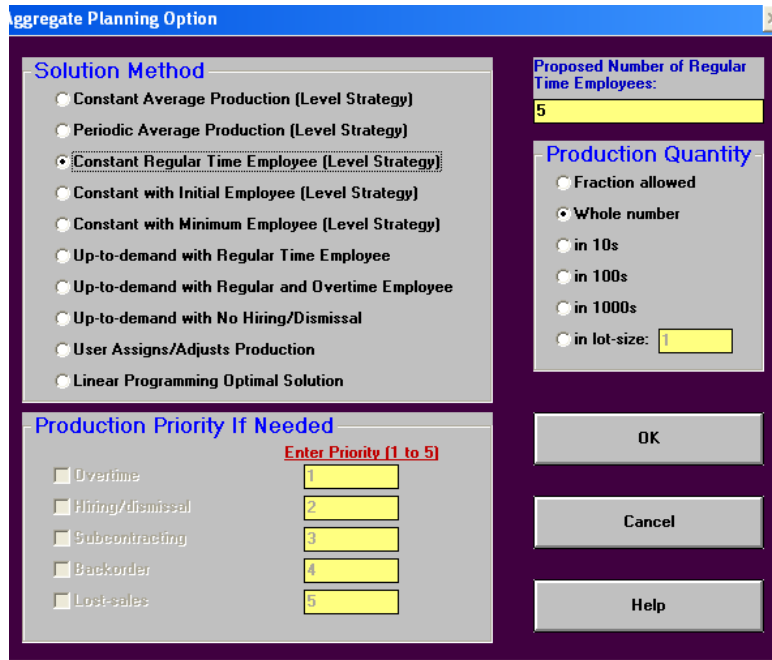 Aggregate Planning Option
Solution Method
Constant Average Production (Level Strategy)
Periodic Average Production (Level Strategy)
Constant Regular Time Employee (Level Strategy)
Constant with Initial Employee (Level Strategy)
Constant with Minimum Employee (Level Strategy)
Up-to-demand with Regular Time Employee
Up-to-demand with Regular and Overtime Employee
Up-to-demand with No Hiring/Dismissal
User Assigns/Adjusts Production
Linear Programming Optimal Solution
Production Priority If Needed
Enter Priority (1 to 5)
Overtime 1
Hiring/dismissal 2
Subcontracting 3
Backorder 4
Lost-sales 5
Proposed Number of Regular
Time Employees:
5
Production Quantity
Fraction allowed
Whole number
in 10s
in 100s
in 1000s
in lot-size: 1
OK
Cancel
Help